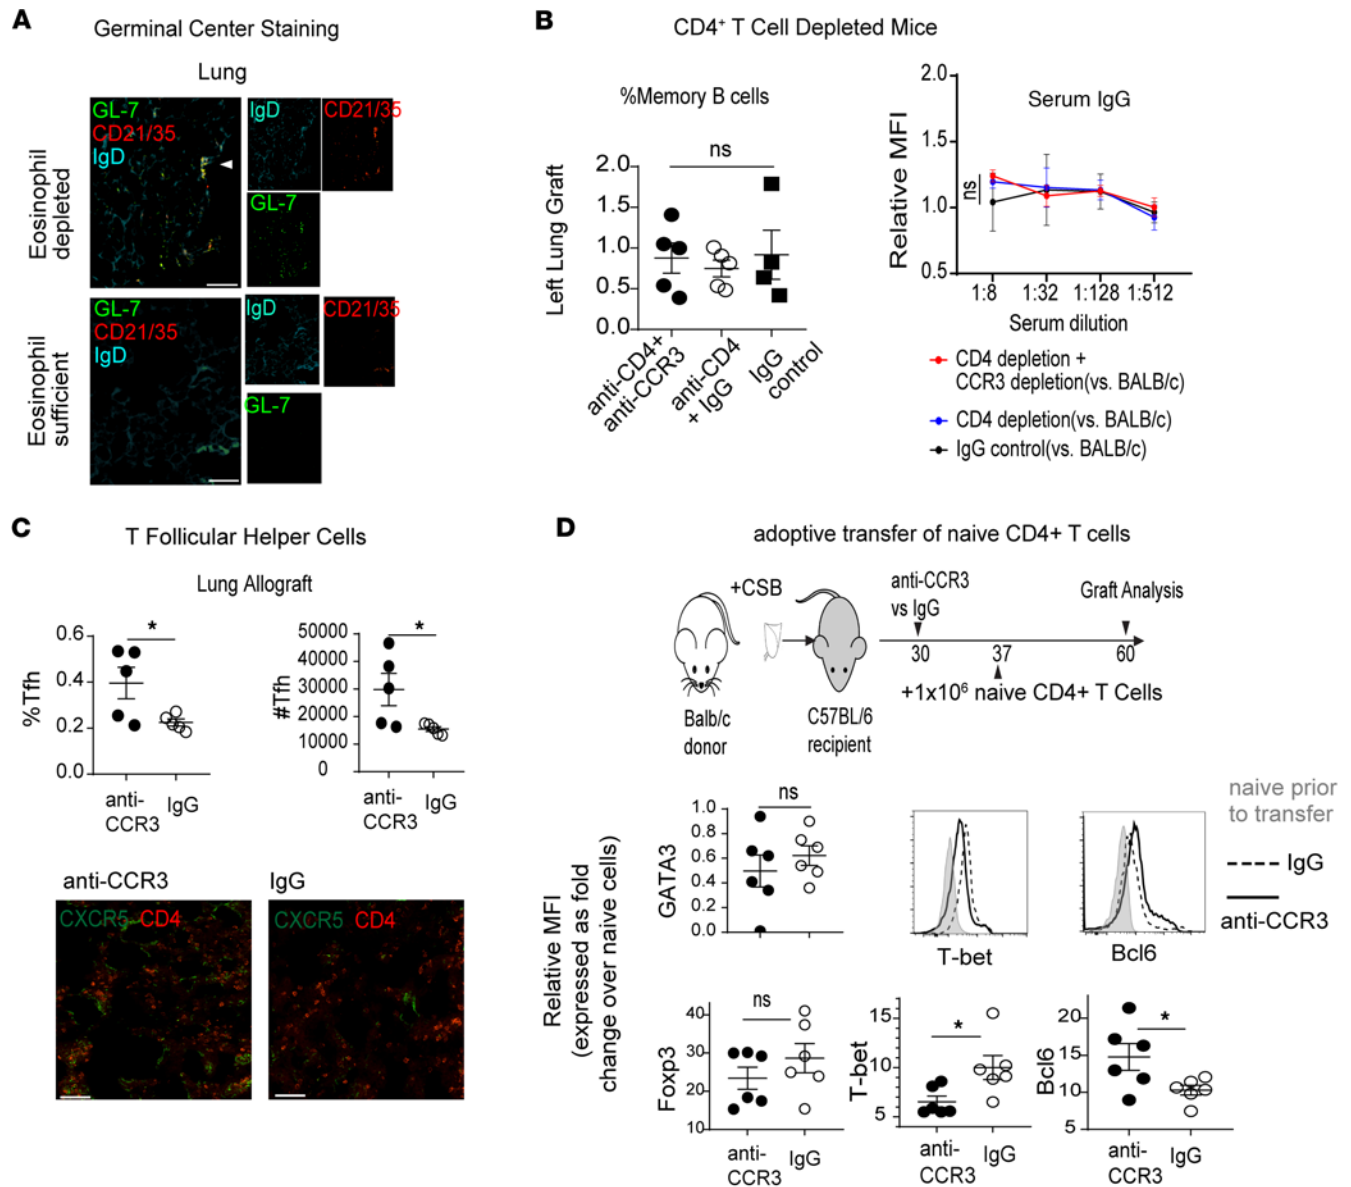 A
Germinal Center Staining
Lung
Eosinophil
depleted
GL-7
CD21/35
IgD
IgD
CD21/35
GL-7
Eosinophil
sufficient
GL-7
CD21/35
IgD
IgD
CD21/35
GL-7
B
CD4⁺ T Cell Depleted Mice
%Memory B cells
ns
Left Lung Graft
2.0
1.5
1.0
0.5
0.0
anti-CD4+
anti-CCR3
anti-CD4
+ IgG
IgG
control
Serum IgG
Relative MFI
2.0
1.5
1.0
0.5
ns
1:8
1:32
1:128
1:512
Serum dilution
CD4 depletion +
CCR3 depletion(vs. BALB/c)
CD4 depletion(vs. BALB/c)
IgG control(vs. BALB/c)
C
T Follicular Helper Cells
Lung Allograft
%Tfh
0.6
0.4
0.2
0.0
*
anti-
CCR3
IgG
#Tfh
50000
40000
30000
20000
10000
0
*
anti-
CCR3
IgG
anti-CCR3
IgG
CXCR5 CD4
CXCR5 CD4
D
adoptive transfer of naive CD4+ T cells
+CSB
Balb/c
donor
C57BL/6
recipient
anti-CCR3
vs IgG
Graft Analysis
30
37
60
+1x10⁶ naive CD4+ T Cells
Relative MFI
(expressed as fold
change over naive cells)
GATA3
1.0
0.8
0.6
0.4
0.2
0.0
ns
T-bet
Bcl6
naive prior
to transfer
IgG
anti-CCR3
Foxp3
40
30
20
10
ns
anti-
CCR3
IgG
T-bet
15
10
5
*
anti-
CCR3
IgG
Bcl6
20
15
10
5
*
anti-
CCR3
IgG